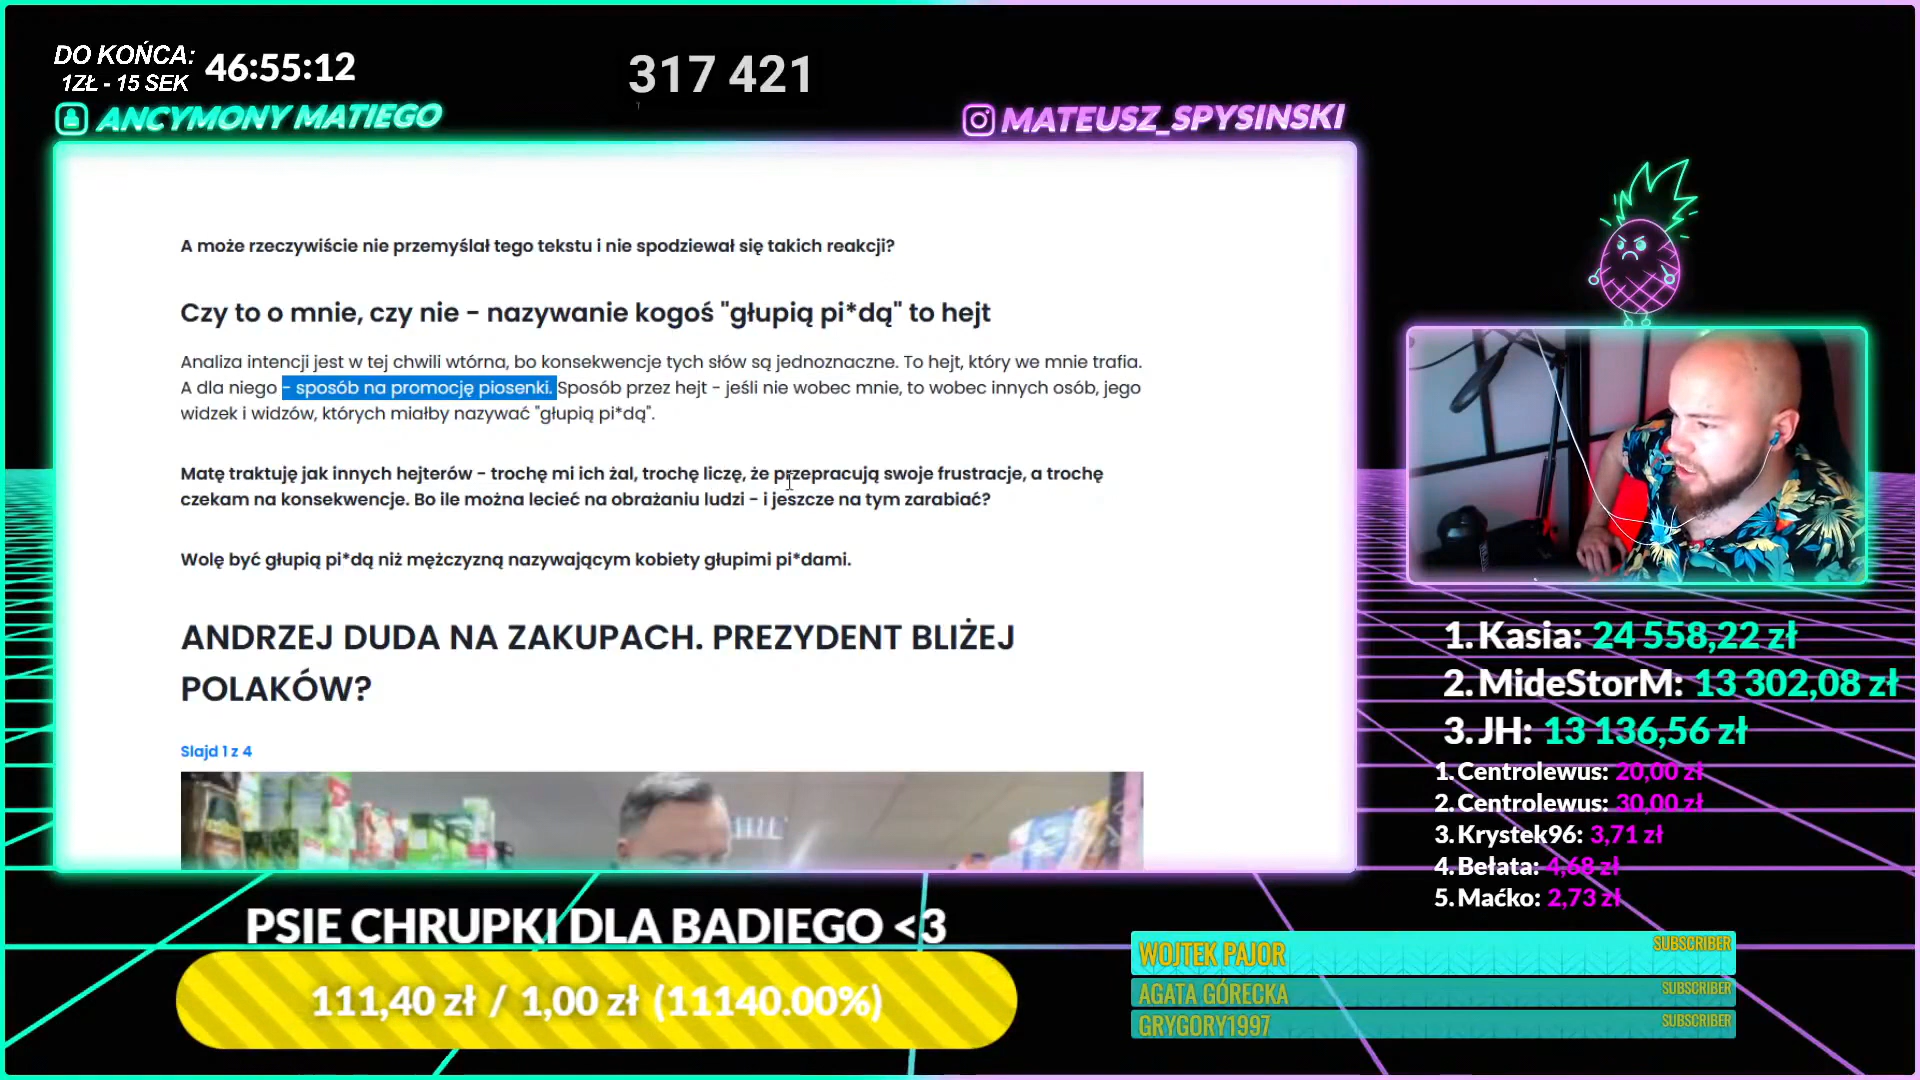 DO KOŃCA:
1ZŁ - 15 SEK
46:55:12
317 421
ANCYMONY MATIEGO
MATEUSZ_SPYSINSKI
A może rzeczywiście nie przemyślał tego tekstu i nie spodziewał się takich reakcji?
Czy to o mnie, czy nie - nazywanie kogoś "głupią pi*dą" to hejt
Analiza intencji jest w tej chwili wtórna, bo konsekwencje tych słów są jednoznaczne. To hejt, który we mnie trafia.
A dla niego - sposób na promocję piosenki. Sposób przez hejt - jeśli nie wobec mnie, to wobec innych osób, jego
widzek i widzów, których miałby nazywać "głupią pi*dą".
Matę traktuję jak innych hejterów - trochę mi ich żal, trochę liczę, że przepracują swoje frustracje, a trochę
czekam na konsekwencje. Bo ile można lecieć na obrażaniu ludzi - i jeszcze na tym zarabiać?
Wolę być głupią pi*dą niż mężczyzną nazywającym kobiety głupimi pi*dami.
ANDRZEJ DUDA NA ZAKUPACH. PREZYDENT BLIŻEJ
POLAKÓW?
Slajd 1 z 4
1. Kasia: 24 558,22 zł
2. MideStorM: 13 302,08 zł
3. JH: 13 136,56 zł
1. Centrolewus: 20,00 zł
2. Centrolewus: 30,00 zł
3. Krystek96: 3,71 zł
4. Bełata: 4,68 zł
5. Maćko: 2,73 zł
PSIE CHRUPKI DLA BADIEGO <3
111,40 zł / 1,00 zł (11140.00%)
WOJTEK PAJOR SUBSCRIBER
AGATA GÓRECKA SUBSCRIBER
GRYGORY1997 SUBSCRIBER